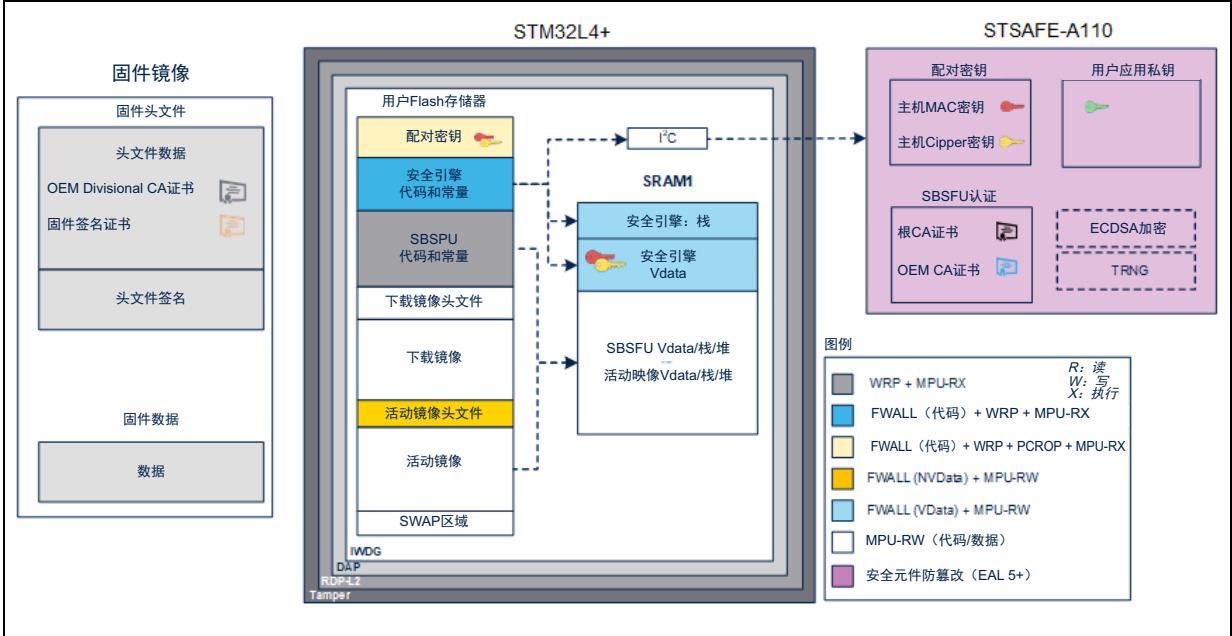 STM32L4+
STSAFE-A110
固件镜像
固件头文件
头文件数据
OEM Divisional CA证书
固件签名证书
头文件签名
固件数据
数据
用户Flash存储器
配对密钥
安全引擎
代码和常量
SBSPU
代码和常量
下载镜像头文件
下载镜像
活动镜像头文件
活动镜像
SWAP区域
IWDG
DAP
RDP-L2
Tamper
I²C
SRAM1
安全引擎：栈
安全引擎
Vdata
SBSFU Vdata/栈/堆
活动映像Vdata/栈/堆
配对密钥
主机MAC密钥
主机Cipper密钥
用户应用私钥
SBSFU认证
根CA证书
OEM CA证书
ECDSA加密
TRNG
图例
R：读
W：写
X：执行
WRP + MPU-RX
FWALL（代码）+ WRP + MPU-RX
FWALL（代码）+ WRP + PCROP + MPU-RX
FWALL (NVData) + MPU-RW
FWALL (VData) + MPU-RW
MPU-RW（代码/数据）
安全元件防篡改（EAL 5+）